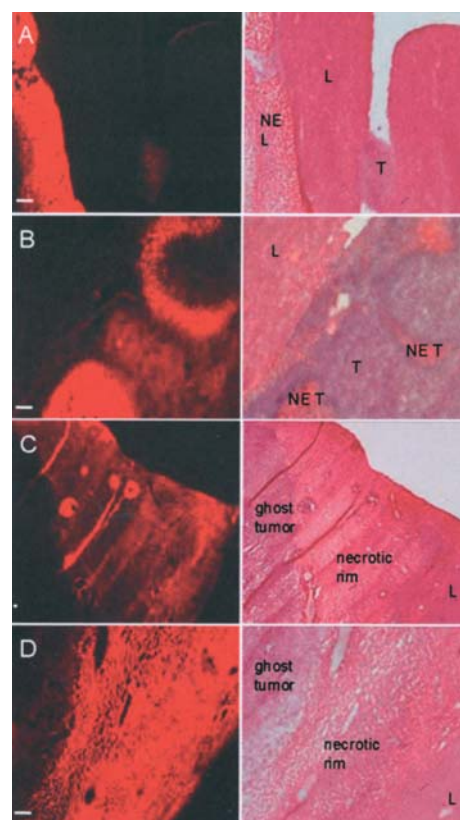 A
L
NE
L
T
B
L
NE T
T
NE T
C
ghost
tumor
necrotic
rim
L
D
ghost
tumor
necrotic
rim
L